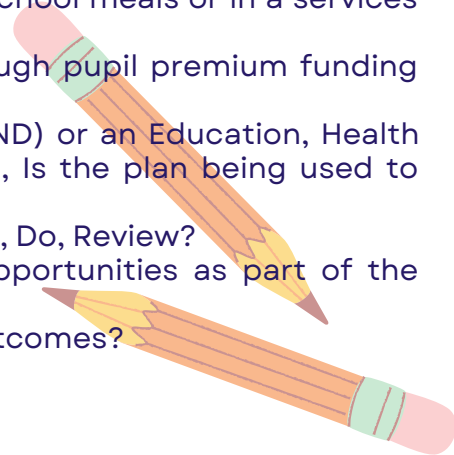 school meals or in a services
ugh pupil premium funding
ND) or an Education, Health
, Is the plan being used to
, Do, Review?
pportunities as part of the
tcomes?